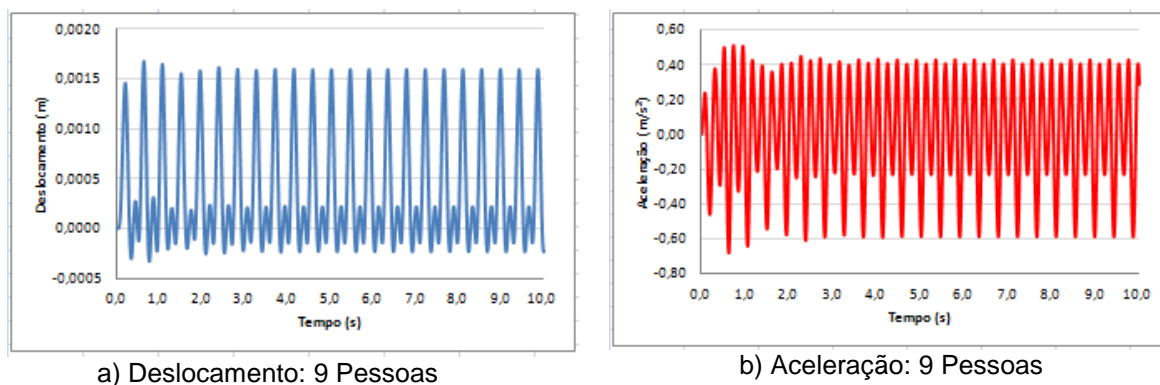 0,0020
0,0015
0,0010
0,0005
0,0000
-0,0005
Deslocamento (m)
0,0 1,0 2,0 3,0 4,0 5,0 6,0 7,0 8,0 9,0 10,0
Tempo (s)
a) Deslocamento: 9 Pessoas
0,60
0,40
0,20
0,00
-0,20
-0,40
-0,60
-0,80
Aceleração (m/s²)
0,0 1,0 2,0 3,0 4,0 5,0 6,0 7,0 8,0 9,0 10,0
Tempo (s)
b) Aceleração: 9 Pessoas